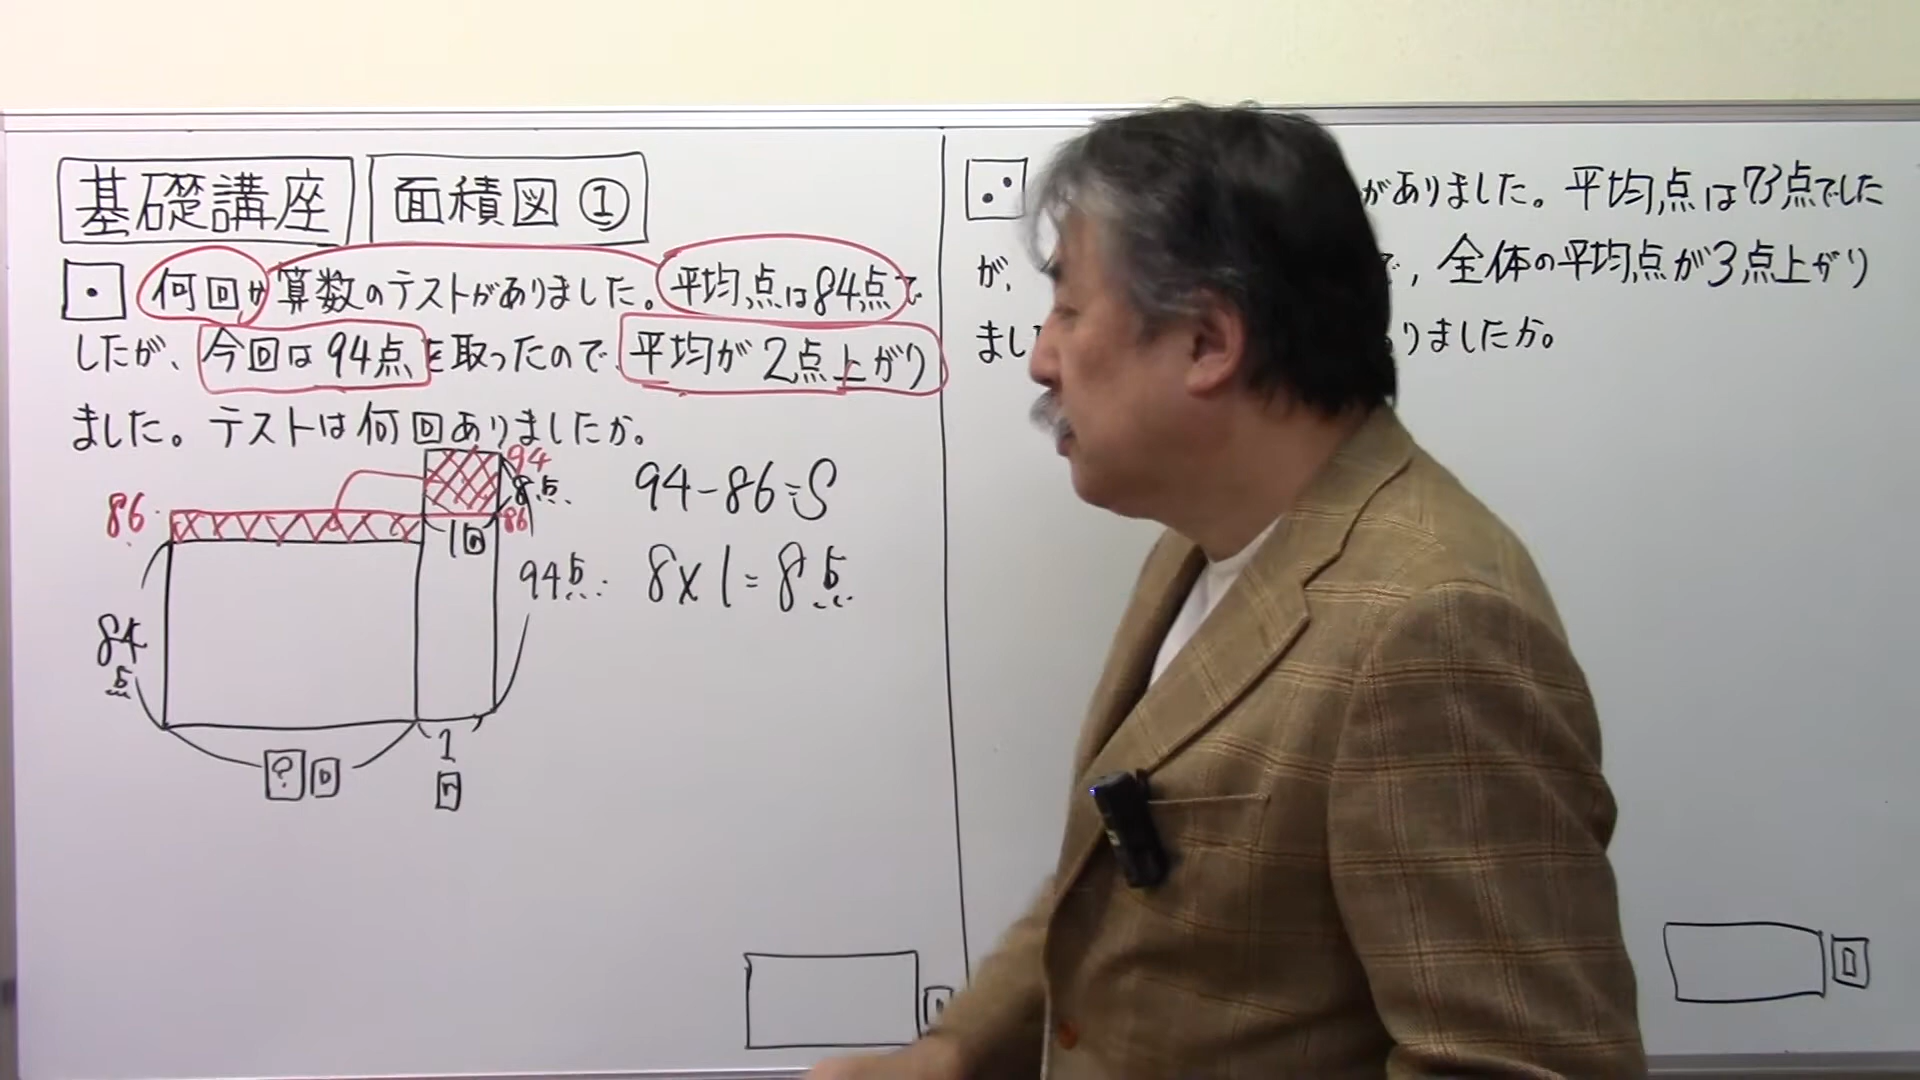 基礎講座 面積図①
何回か算数のテストがありました。平均点は84点で
したが、今回は94点を取ったので、平均が2点上がり
ました。テストは何回ありましたか。
94
8点
86
86
1回
94点
84点
? 回
1回
94-86=8
8×1=8点
がありました。平均点は73点でした
が、
で,全体の平均点が3点上がり
まし
りましたか。